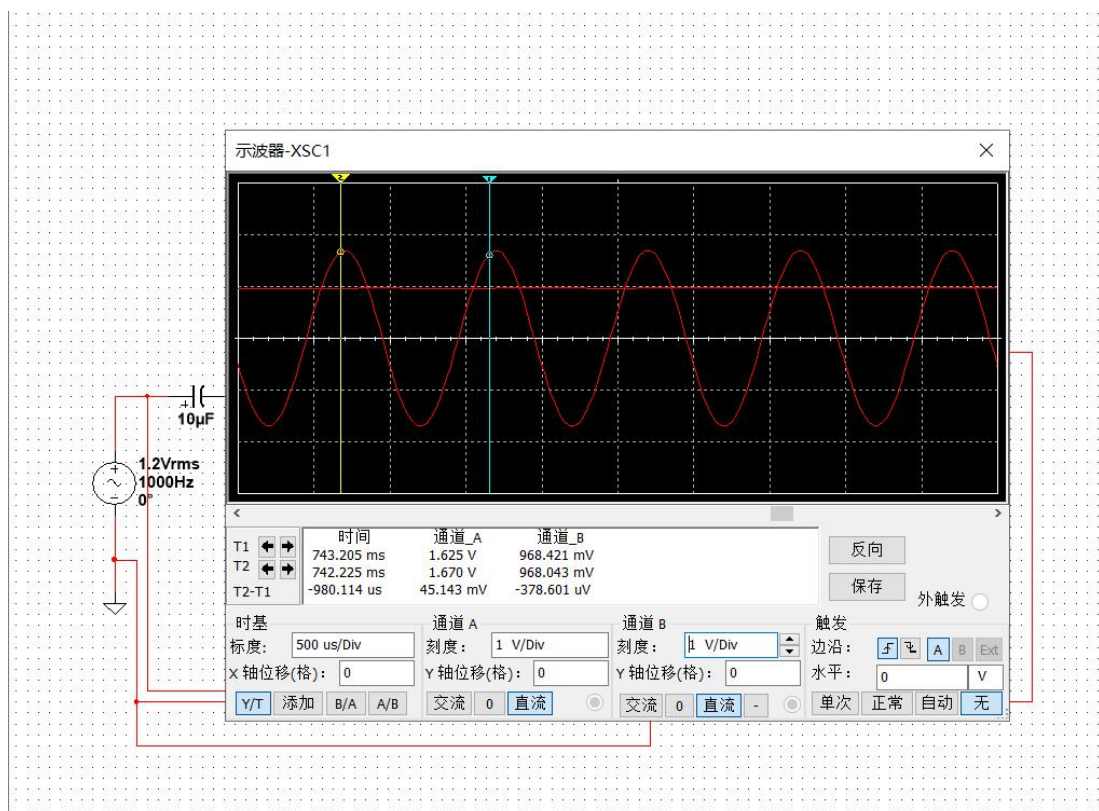 示波器-XSC1
2
1
10µF
1.2Vrms
1000Hz
0°
时间 通道_A 通道_B
T1 743.205 ms 1.625 V 968.421 mV
T2 742.225 ms 1.670 V 968.043 mV
T2-T1 -980.114 us 45.143 mV -378.601 uV
反向
保存
外触发
时基 通道 A 通道 B 触发
标度: 500 us/Div 刻度: 1 V/Div 刻度: 1 V/Div 边沿: A B Ext
X 轴位移(格): 0 Y 轴位移(格): 0 Y 轴位移(格): 0 水平: 0 V
Y/T 添加 B/A A/B 交流 0 直流 交流 0 直流 - 单次 正常 自动 无